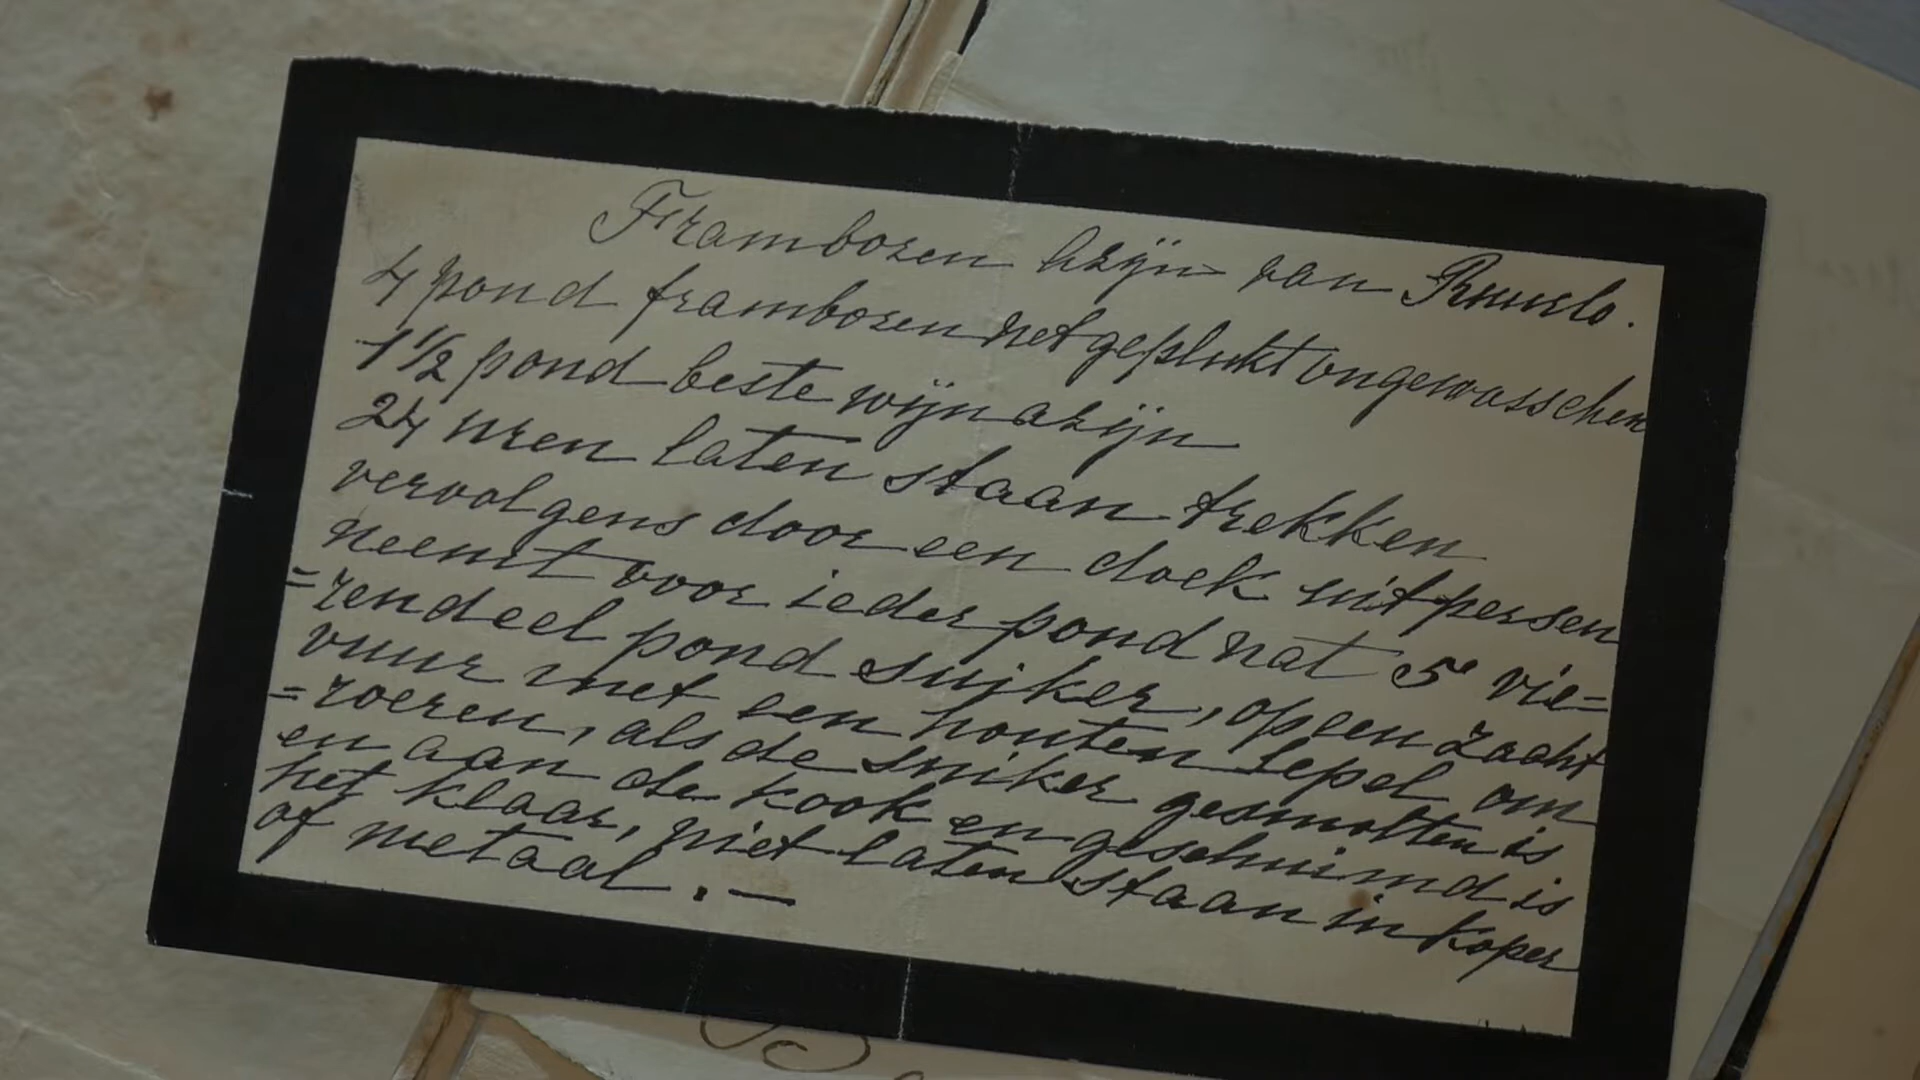 Frambozen azijn van Ruurlo.
4 pond frambozen net geplukt ongewasschen
1 1/2 pond beste wijnazijn
24 uren laten staan trekken
vervolgens door een doek uitpersen
neemt voor ieder pond nat 5 vie=
=rendeel pond suiker, op een zacht
vuur met een houten lepel om
=roeren, als de suiker gesmolten is
en aan de kook en geschuimd is
het klaar, niet laten staan in koper
of metaal. —